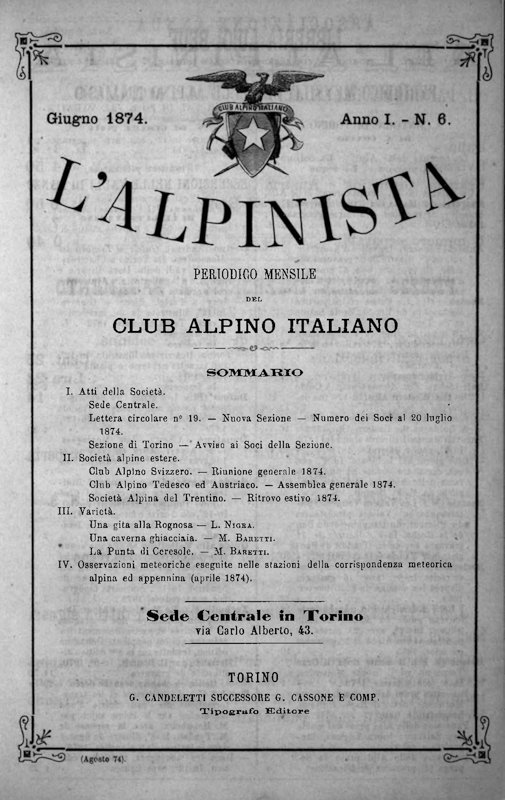 CLUB ALPINO ITALIANO
Giugno 1874.
Anno I. - N. 6.
L'ALPINISTA
PERIODICO MENSILE
DEL
CLUB ALPINO ITALIANO
SOMMARIO
I. Atti della Società.
Sede Centrale.
Lettera circolare nº 19. — Nuova Sezione — Numero dei Soci al 20 luglio
1874.
Sezione di Torino — Avviso ai Soci della Sezione.
II. Società alpine estere.
Club Alpino Svizzero. — Riunione generale 1874.
Club Alpino Tedesco ed Austriaco. — Assemblea generale 1874.
Società Alpina del Trentino. — Ritrovo estivo 1874.
III. Varietà.
Una gita alla Rognosa — L. NIGRA.
Una caverna ghiacciaia. — M. BARETTI.
La Punta di Ceresole. — M. BARETTI.
IV. Osservazioni meteoriche eseguite nelle stazioni della corrispondenza meteorica
alpina ed appennina (aprile 1874).
Sede Centrale in Torino
via Carlo Alberto, 43.
TORINO
G. CANDELETTI SUCCESSORE G. CASSONE E COMP.
Tipografo Editore
(Agosto 74).